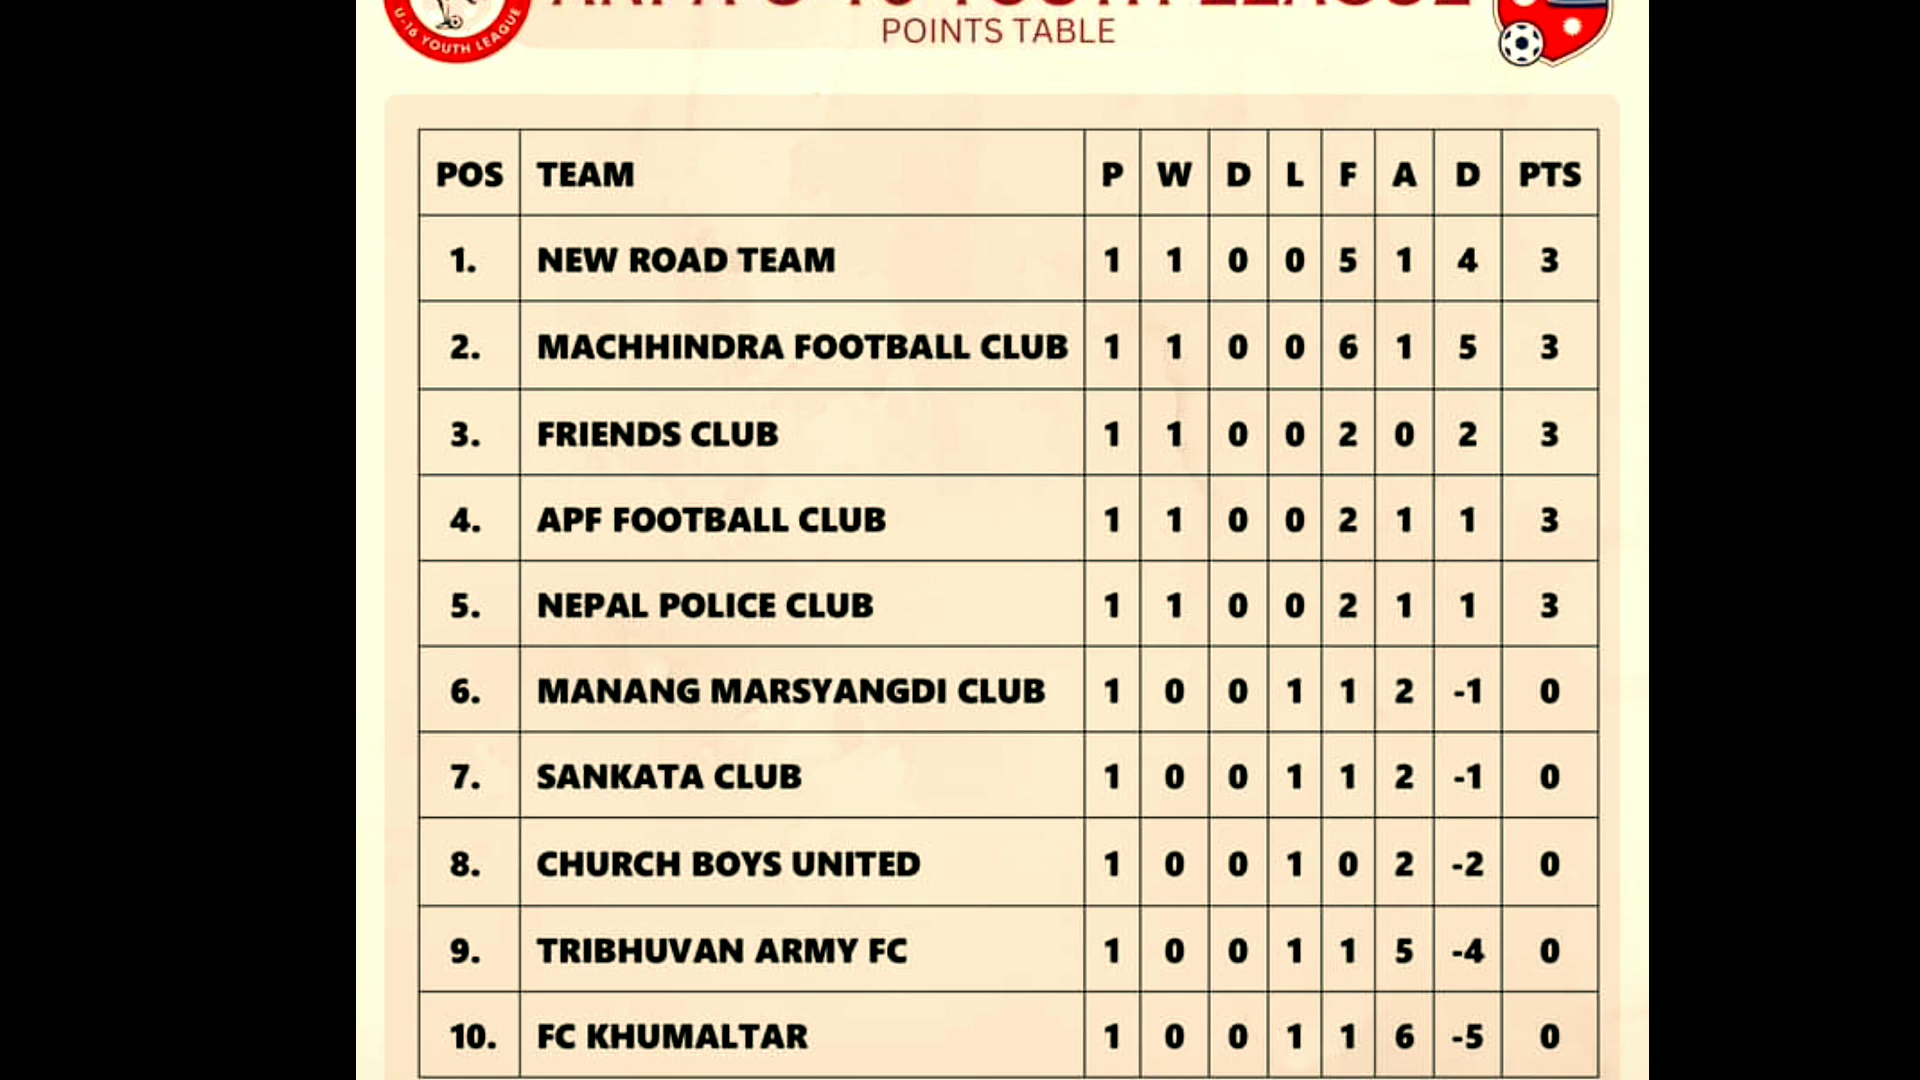 U-16 YOUTH LEAGUE
POINTS TABLE
POS TEAM P W D L F A D PTS
1. NEW ROAD TEAM 1 1 0 0 5 1 4 3
2. MACHHINDRA FOOTBALL CLUB 1 1 0 0 6 1 5 3
3. FRIENDS CLUB 1 1 0 0 2 0 2 3
4. APF FOOTBALL CLUB 1 1 0 0 2 1 1 3
5. NEPAL POLICE CLUB 1 1 0 0 2 1 1 3
6. MANANG MARSYANGDI CLUB 1 0 0 1 1 2 -1 0
7. SANKATA CLUB 1 0 0 1 1 2 -1 0
8. CHURCH BOYS UNITED 1 0 0 1 0 2 -2 0
9. TRIBHUVAN ARMY FC 1 0 0 1 1 5 -4 0
10. FC KHUMALTAR 1 0 0 1 1 6 -5 0